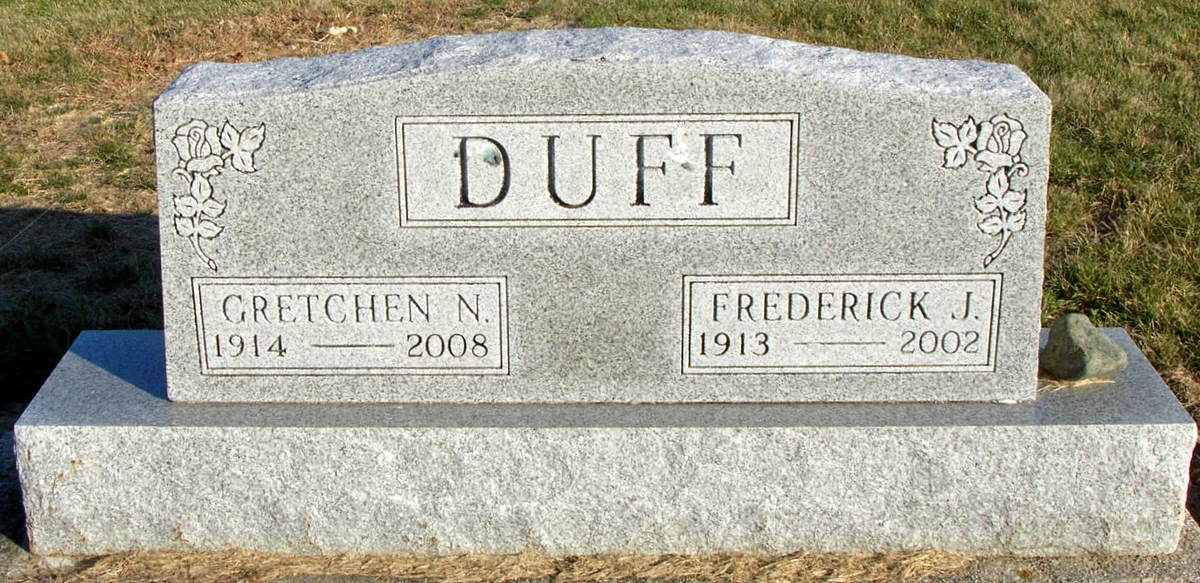 DUFF
GRETCHEN N.
1914 — 2008
FREDERICK J.
1913 — 2002